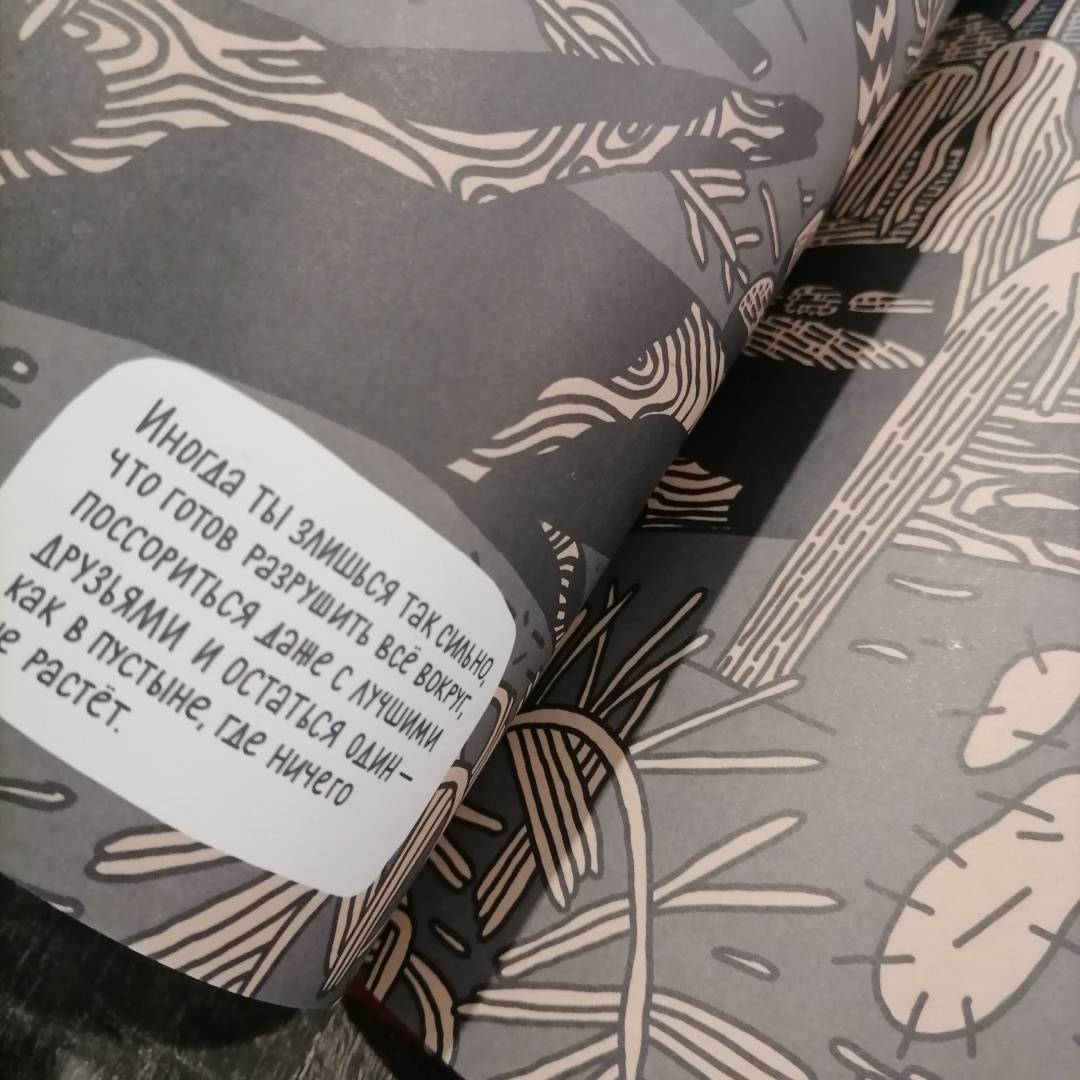 Иногда ты злишься так сильно,
что готов разрушить всё вокруг,
поссориться даже с лучшими
друзьями и остаться один –
как в пустыне, где ничего
не растёт.